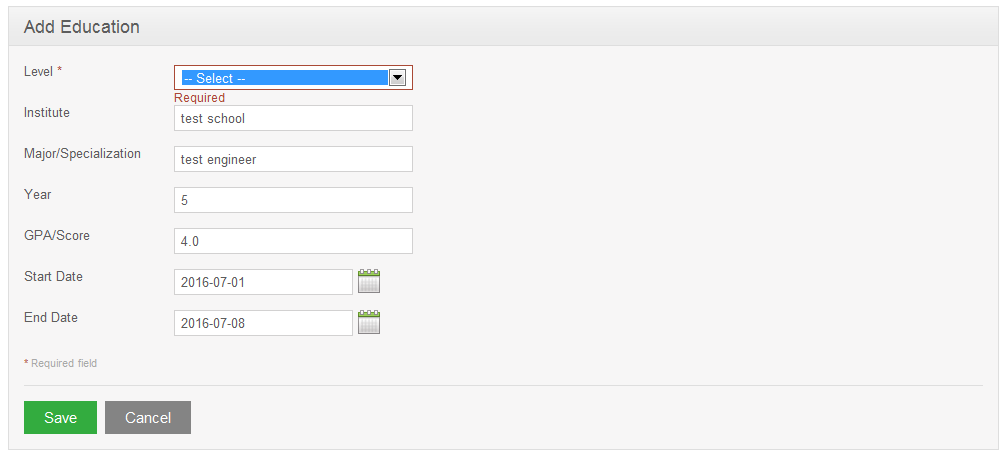 Add Education
Level *
-- Select --
Required
Institute
test school
Major/Specialization
test engineer
Year
5
GPA/Score
4.0
Start Date
2016-07-01
End Date
2016-07-08
* Required field
Save Cancel